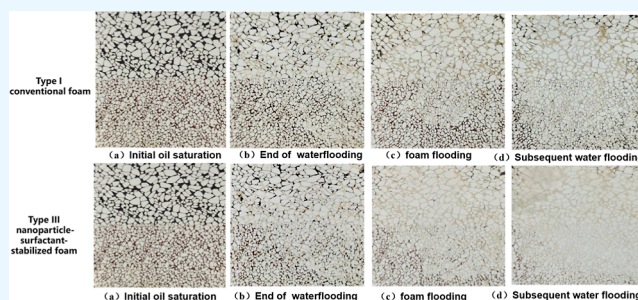 Type I
conventional foam
（a）Initial oil saturation （b）End of waterflooding （c）foam flooding （d）Subsequent water flooding
Type III
nanoparticle-
surfactant-
stabilized foam
（a）Initial oil saturation （b）End of waterflooding （c）foam flooding （d）Subsequent water flooding